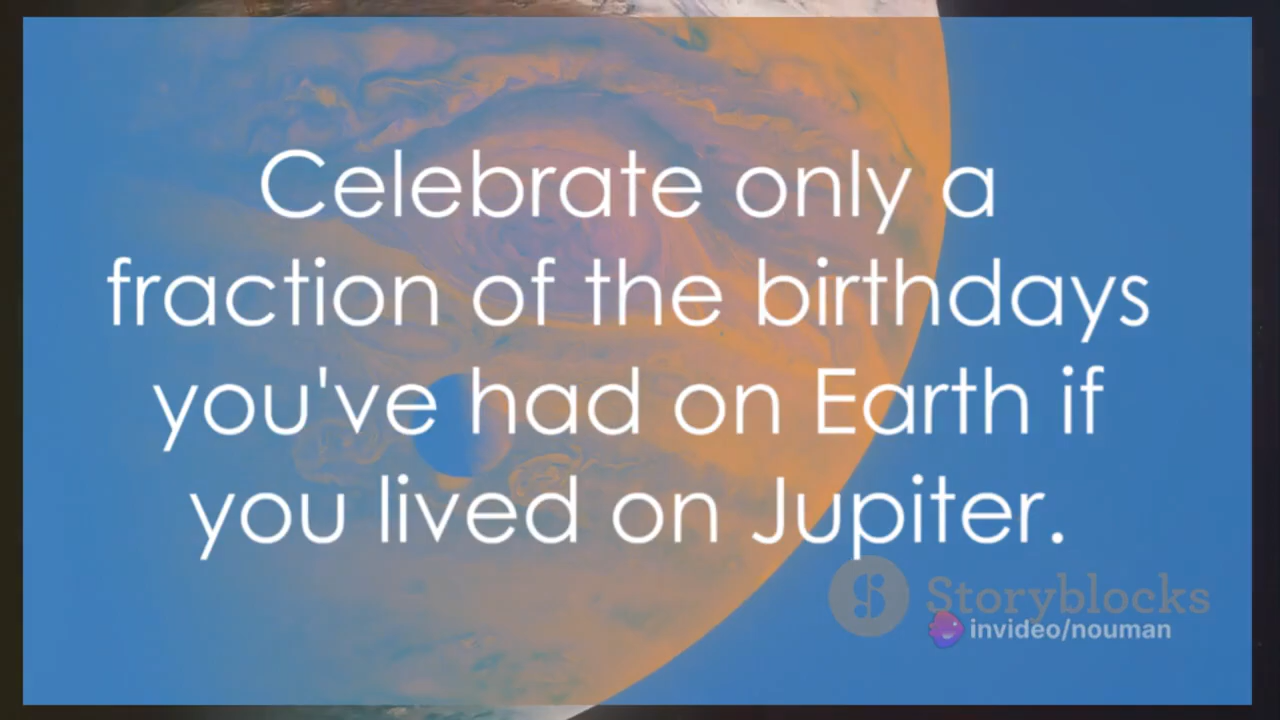 Celebrate only a
fraction of the birthdays
you've had on Earth if
you lived on Jupiter.
Storyblocks
invideo/nouman